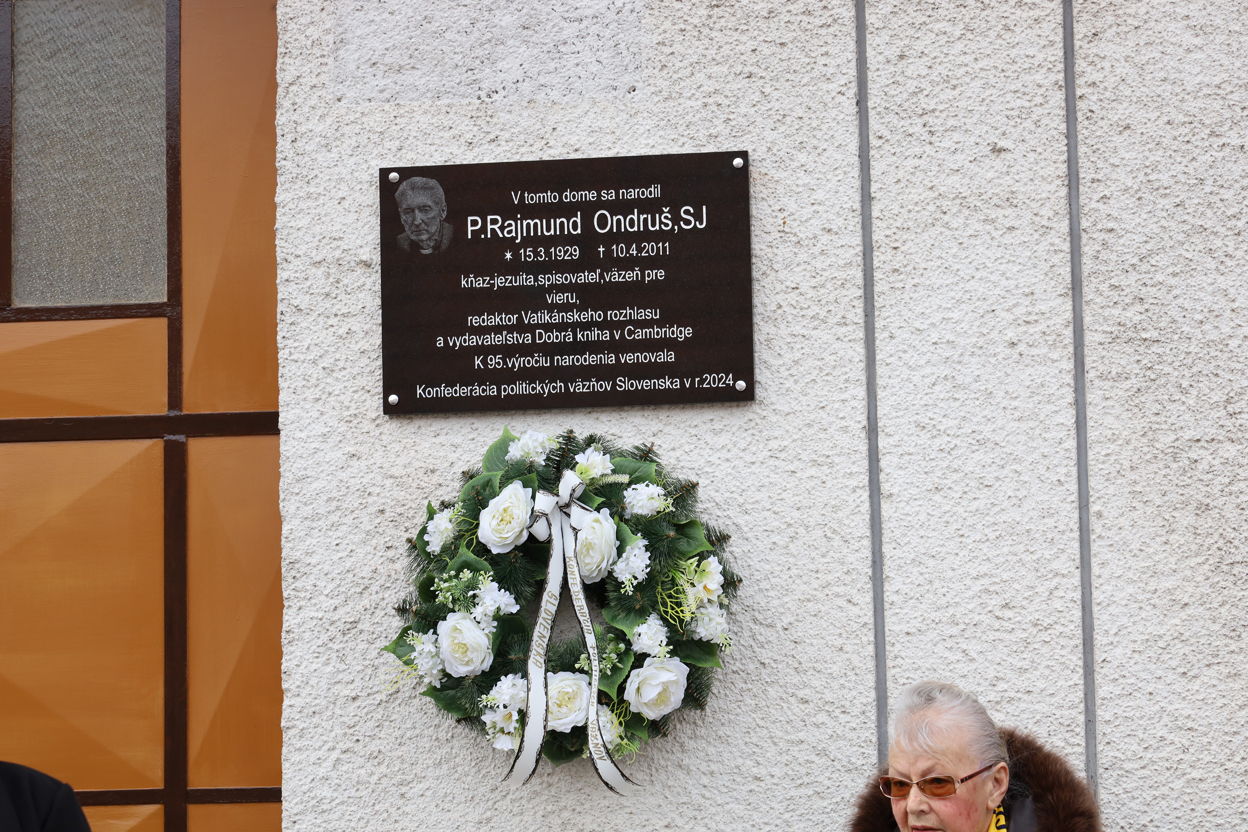 V tomto dome sa narodil
P.Rajmund Ondruš,SJ
✶ 15.3.1929 † 10.4.2011
kňaz-jezuita,spisovateľ,väzeň pre
vieru,
redaktor Vatikánskeho rozhlasu
a vydavateľstva Dobrá kniha v Cambridge
K 95.výročiu narodenia venovala
Konfederácia politických väzňov Slovenska v r.2024
SLOVENSKA